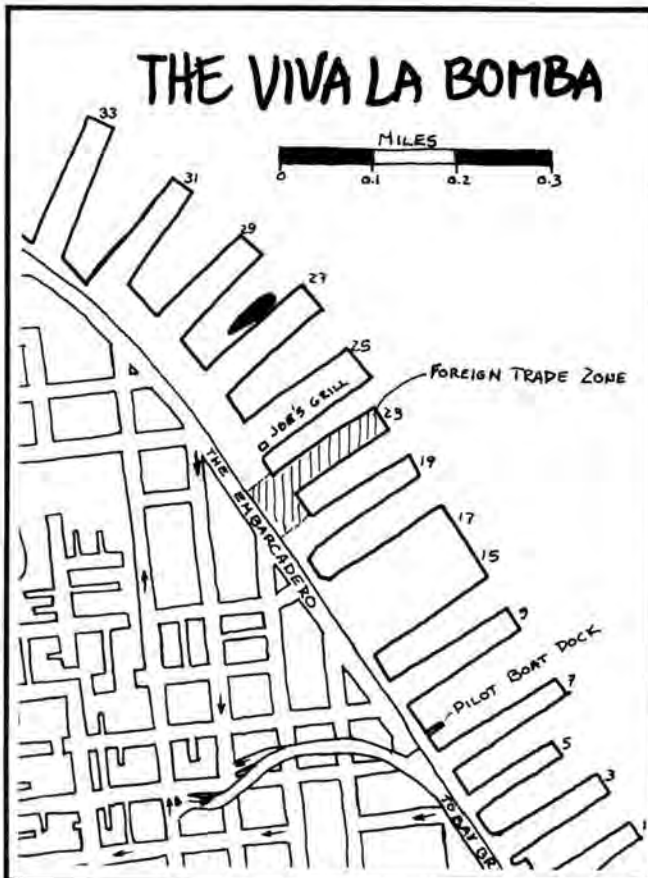 THE VIVA LA BOMBA
MILES
0 0.1 0.2 0.3
33
31
29
27
25
FOREIGN TRADE ZONE
JOE'S GRILL
23
19
THE EMBARCADERO
17
15
9
PILOT BOAT DOCK
7
5
3
TO BAY BR
1